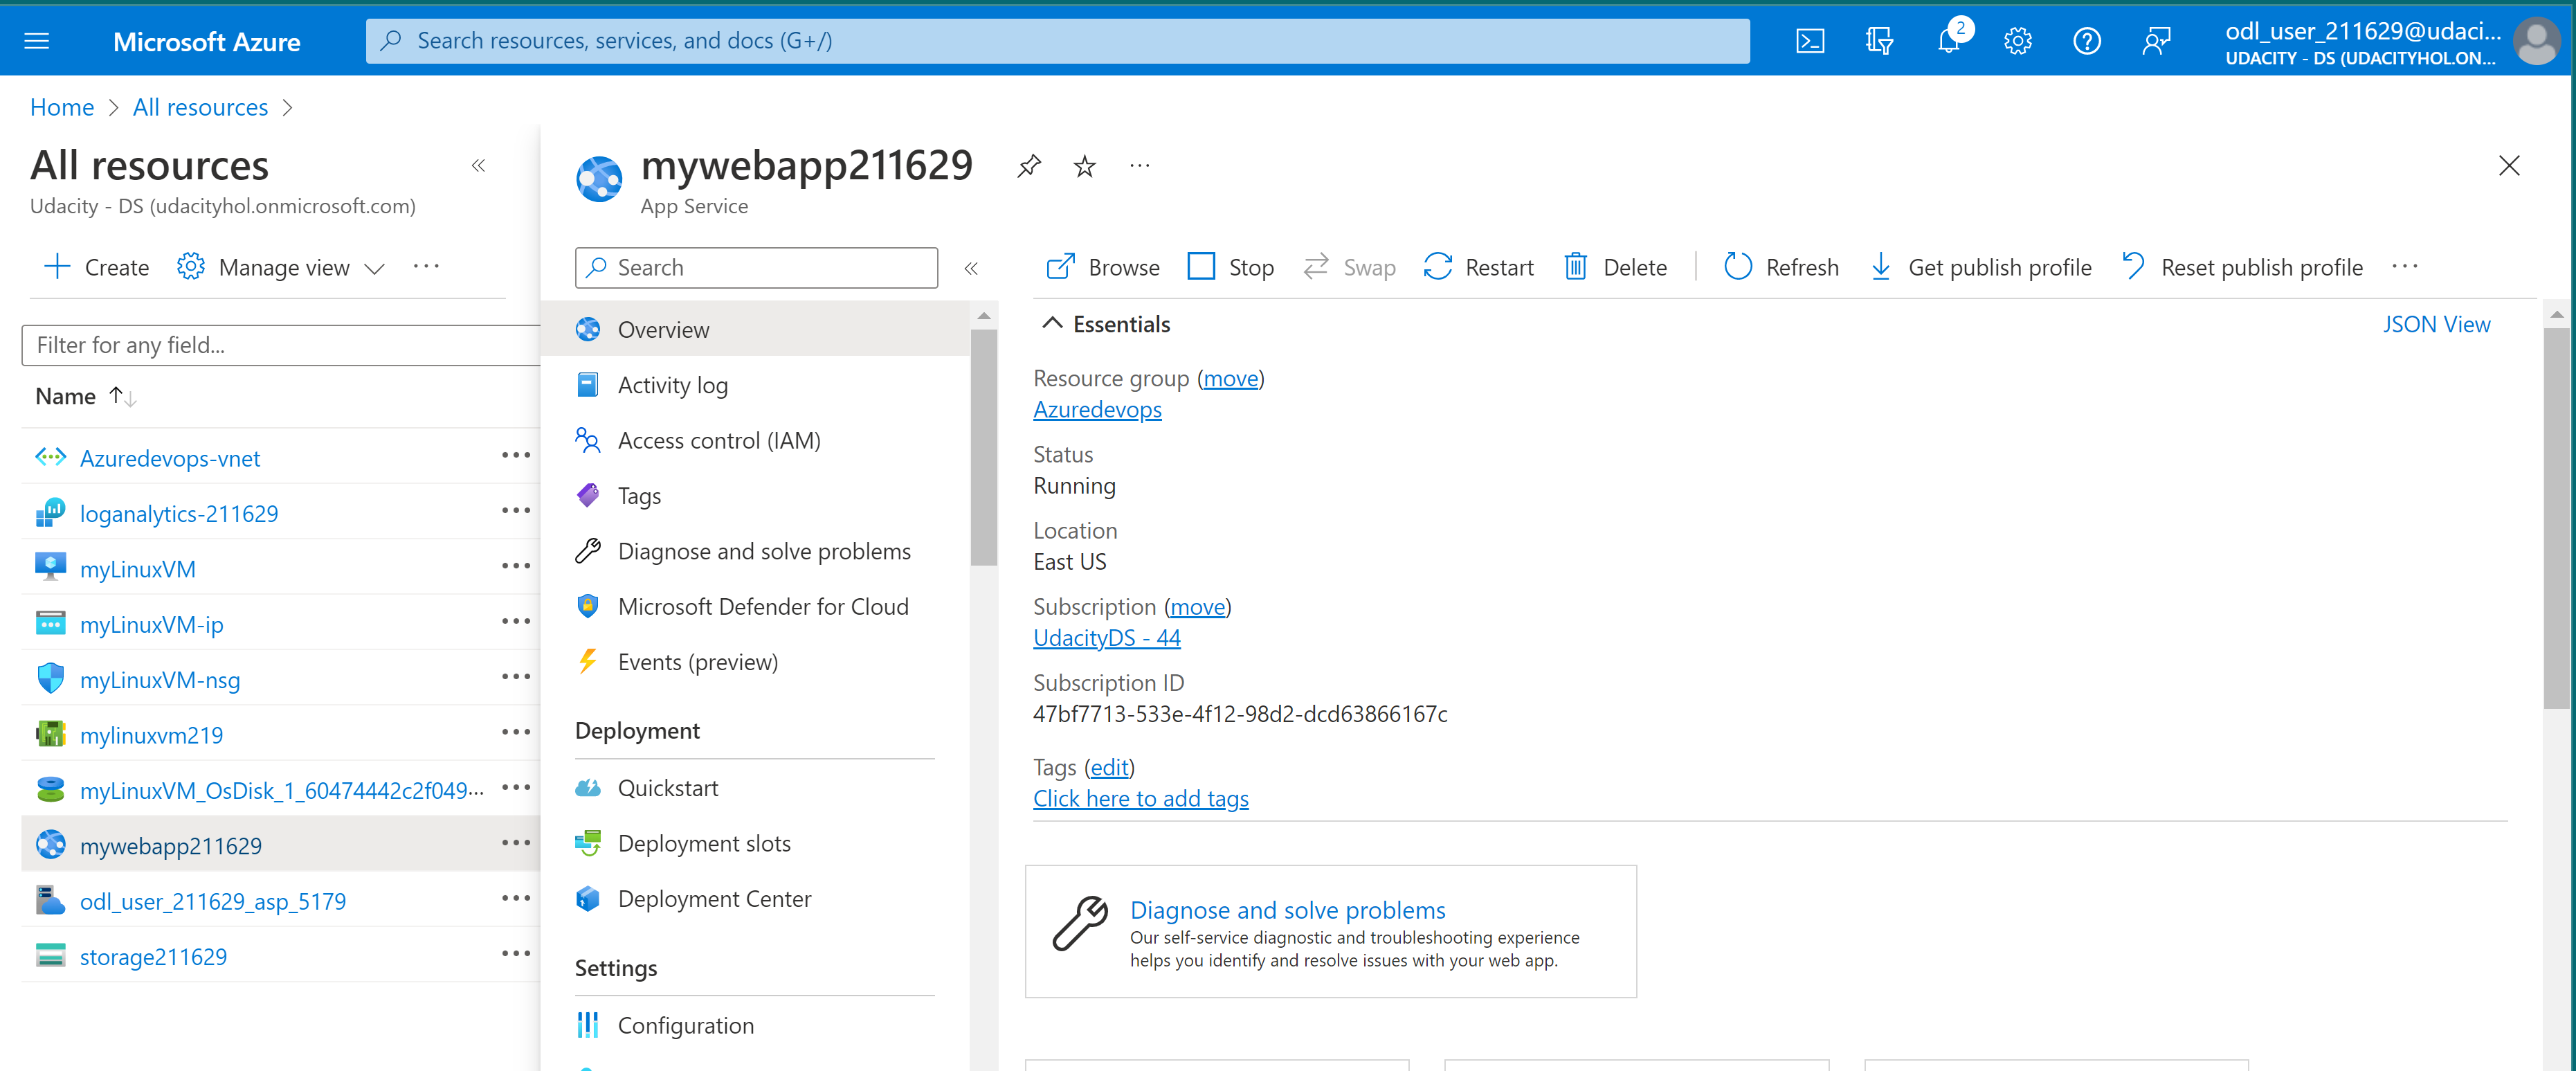 Microsoft Azure
Search resources, services, and docs (G+/)
2
odl_user_211629@udaci...
UDACITY - DS (UDACITYHOL.ON...
Home > All resources >
All resources
Udacity - DS (udacityhol.onmicrosoft.com)
Create
Manage view
Filter for any field...
Name
Azuredevops-vnet
loganalytics-211629
myLinuxVM
myLinuxVM-ip
myLinuxVM-nsg
mylinuxvm219
myLinuxVM_OsDisk_1_60474442c2f049...
mywebapp211629
odl_user_211629_asp_5179
storage211629
mywebapp211629
App Service
Search
Overview
Activity log
Access control (IAM)
Tags
Diagnose and solve problems
Microsoft Defender for Cloud
Events (preview)
Deployment
Quickstart
Deployment slots
Deployment Center
Settings
Configuration
Browse
Stop
Swap
Restart
Delete
Refresh
Get publish profile
Reset publish profile
Essentials
JSON View
Resource group (move)
Azuredevops
Status
Running
Location
East US
Subscription (move)
UdacityDS - 44
Subscription ID
47bf7713-533e-4f12-98d2-dcd63866167c
Tags (edit)
Click here to add tags
Diagnose and solve problems
Our self-service diagnostic and troubleshooting experience
helps you identify and resolve issues with your web app.